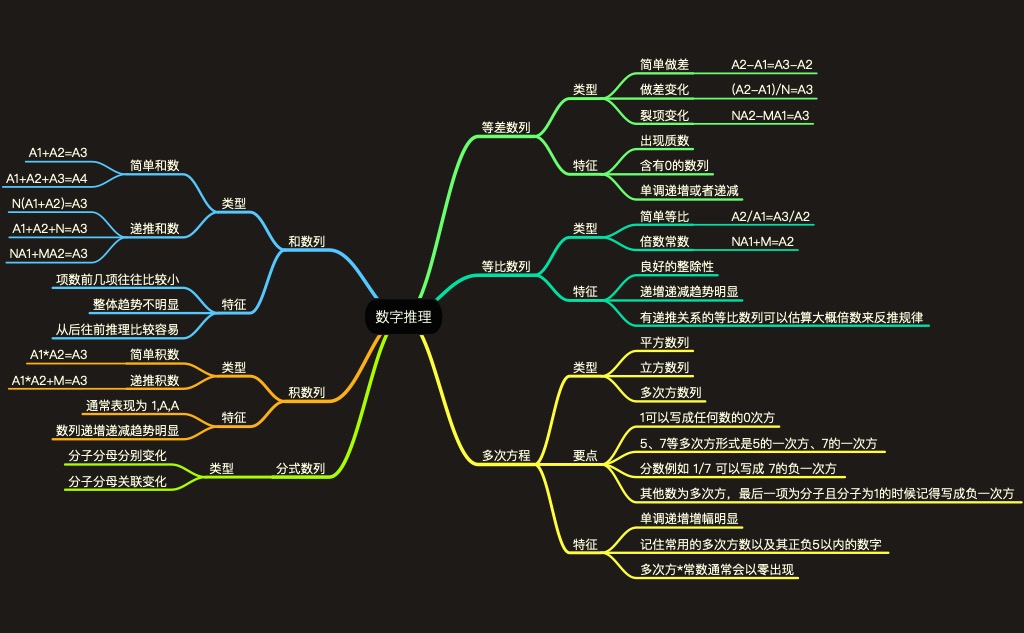 数字推理
等差数列
类型
简单做差
A2-A1=A3-A2
做差变化
(A2-A1)/N=A3
裂项变化
NA2-MA1=A3
特征
出现质数
含有0的数列
单调递增或者递减
等比数列
类型
简单等比
A2/A1=A3/A2
倍数常数
NA1+M=A2
特征
良好的整除性
递增递减趋势明显
有递推关系的等比数列可以估算大概倍数来反推规律
多次方程
类型
平方数列
立方数列
多次方数列
要点
1可以写成任何数的0次方
5、7等多次方形式是5的一次方、7的一次方
分数例如 1/7 可以写成 7的负一次方
其他数为多次方，最后一项为分子且分子为1的时候记得写成负一次方
特征
单调递增增幅明显
记住常用的多次方数以及其正负5以内的数字
多次方*常数通常会以零出现
和数列
类型
简单和数
A1+A2=A3
A1+A2+A3=A4
递推和数
N(A1+A2)=A3
A1+A2+N=A3
NA1+MA2=A3
特征
项数前几项往往比较小
整体趋势不明显
从后往前推理比较容易
积数列
类型
简单积数
A1*A2=A3
递推积数
A1*A2+M=A3
特征
通常表现为 1,A,A
数列递增递减趋势明显
分式数列
类型
分子分母分别变化
分子分母关联变化